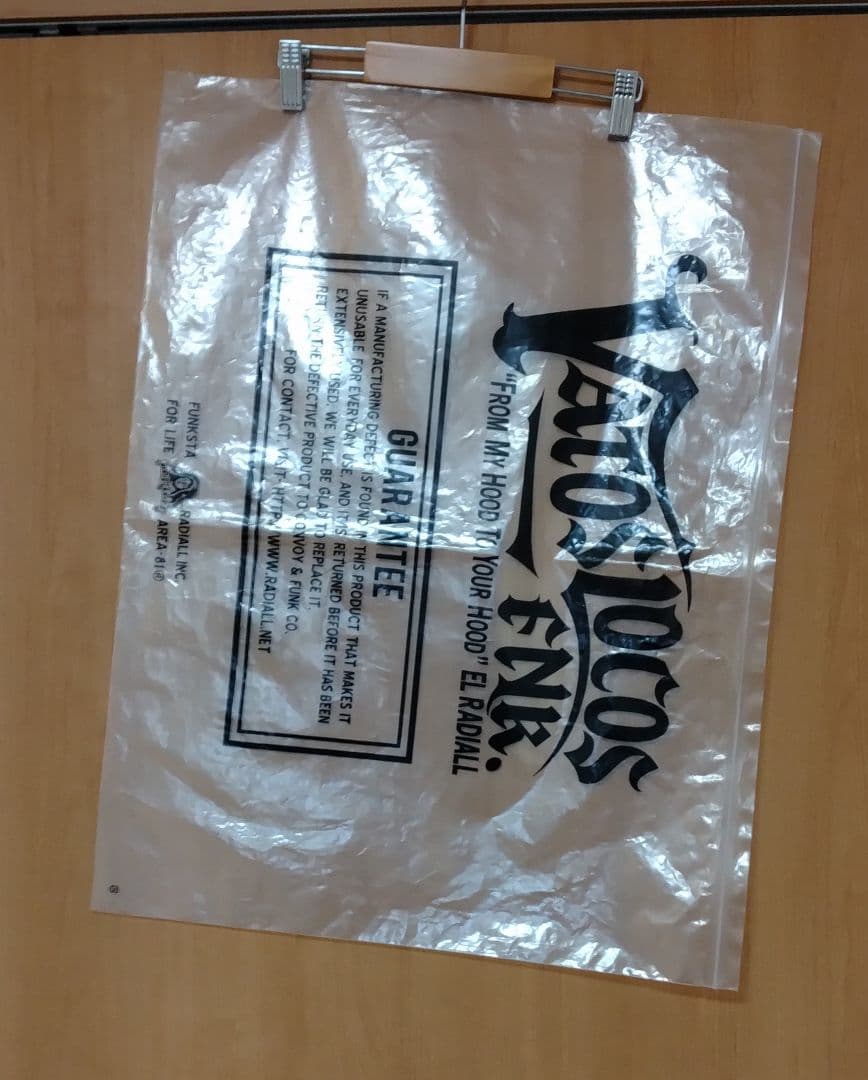 VATOS LOCOS
FNK.
"FROM MY HOOD TO YOUR HOOD" EL RADIALL
GUARANTEE
IF A MANUFACTURING DEFECT IS FOUND IN THIS PRODUCT THAT MAKES IT
UNUSABLE FOR EVERYDAY USE, AND IT IS RETURNED BEFORE IT HAS BEEN
EXTENSIVELY USED, WE WILL BE GLAD TO REPLACE IT.
THE DEFECTIVE PRODUCT TO CONVOY & FUNK CO.
FOR CONTACT, VISIT HTTP://WWW.RADIALL.NET
FUNKSTA RADIALL INC.
FOR LIFE AREA-81®